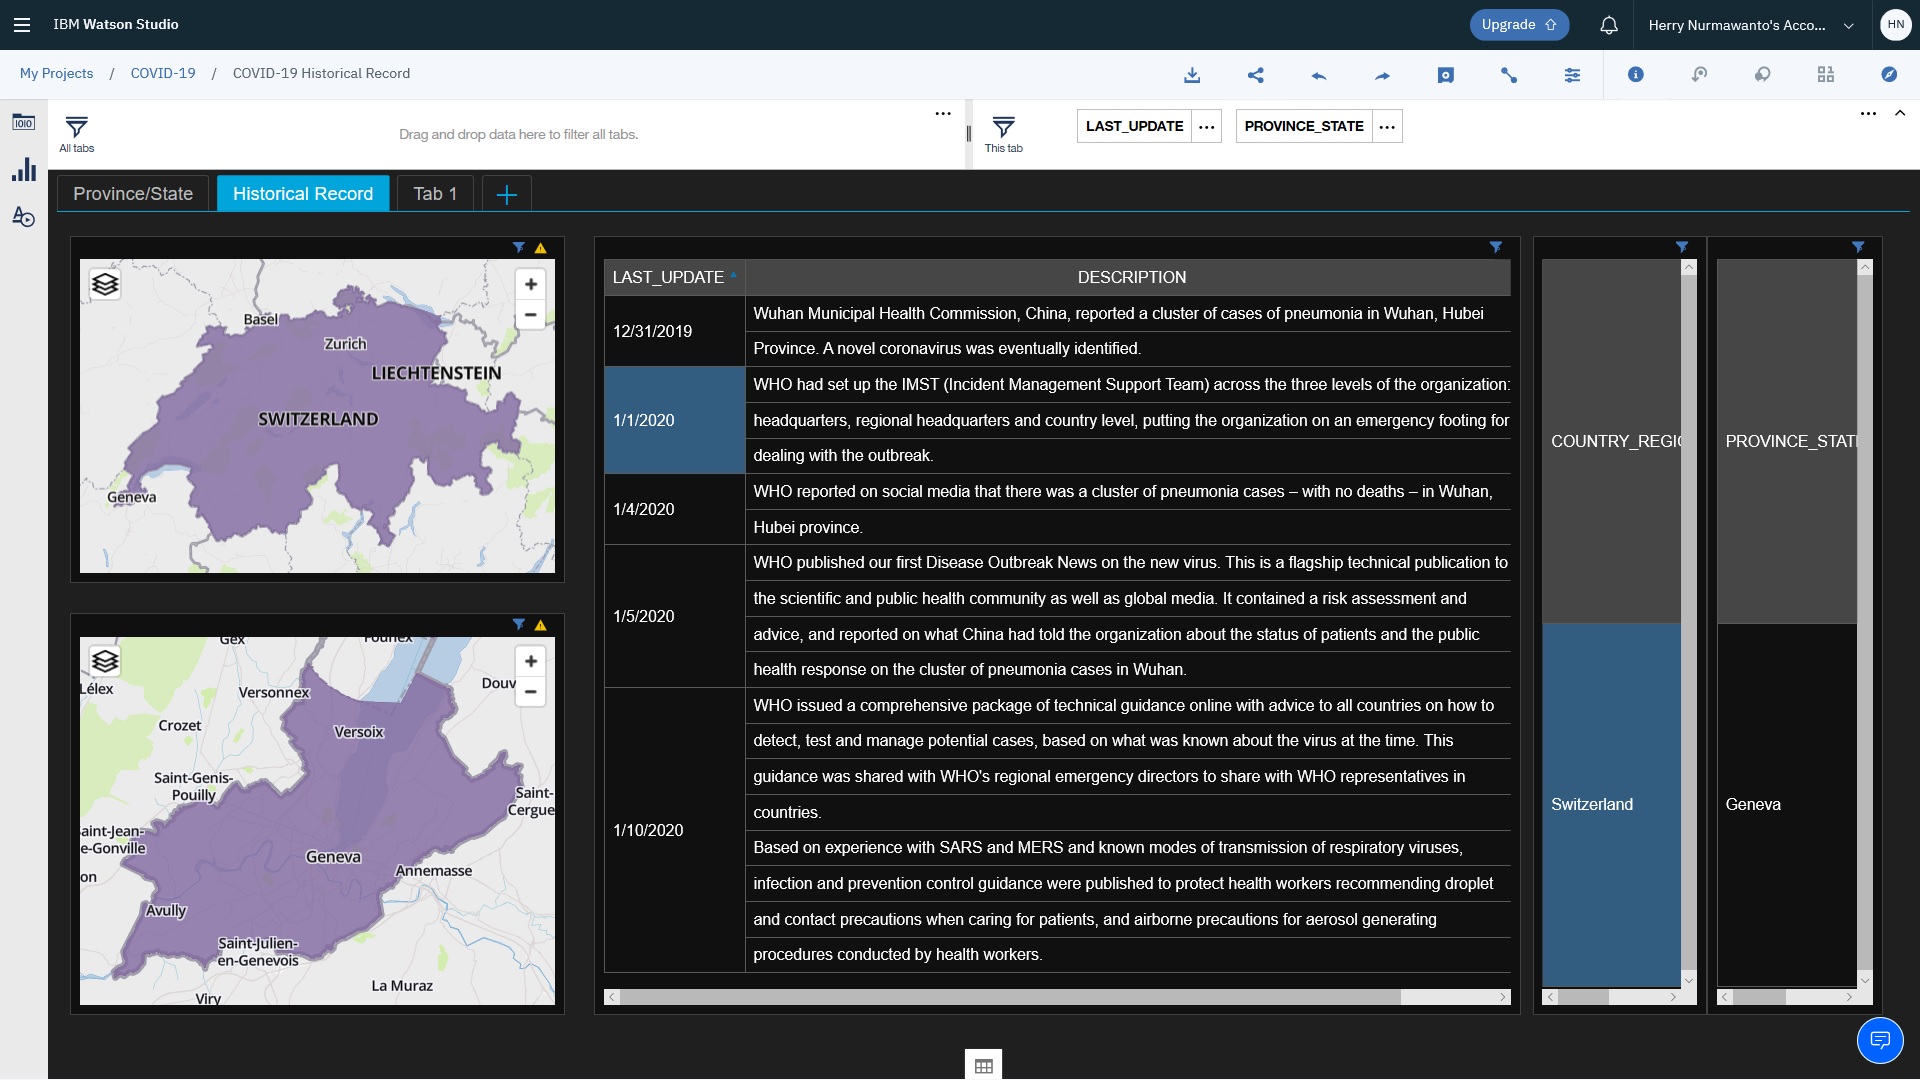 IBM Watson Studio
Upgrade
Herry Nurmawanto's Acco...
HN
My Projects / COVID-19 / COVID-19 Historical Record
All tabs
Drag and drop data here to filter all tabs.
This tab
LAST_UPDATE
PROVINCE_STATE
Province/State
Historical Record
Tab 1
Basel
Zurich
LIECHTENSTEIN
SWITZERLAND
Geneva
Gex
Founex
Lélex
Versonnex
Douv
Crozet
Versoix
Saint-Genis-
Pouilly
Saint-
Cergue
aint-Jean-
e-Gonville
Geneva
on
Annemasse
Avully
Saint-Julien-
en-Genevois
La Muraz
Viry
LAST_UPDATE
DESCRIPTION
12/31/2019
Wuhan Municipal Health Commission, China, reported a cluster of cases of pneumonia in Wuhan, Hubei
Province. A novel coronavirus was eventually identified.
1/1/2020
WHO had set up the IMST (Incident Management Support Team) across the three levels of the organization:
headquarters, regional headquarters and country level, putting the organization on an emergency footing for
dealing with the outbreak.
1/4/2020
WHO reported on social media that there was a cluster of pneumonia cases – with no deaths – in Wuhan,
Hubei province.
1/5/2020
WHO published our first Disease Outbreak News on the new virus. This is a flagship technical publication to
the scientific and public health community as well as global media. It contained a risk assessment and
advice, and reported on what China had told the organization about the status of patients and the public
health response on the cluster of pneumonia cases in Wuhan.
1/10/2020
WHO issued a comprehensive package of technical guidance online with advice to all countries on how to
detect, test and manage potential cases, based on what was known about the virus at the time. This
guidance was shared with WHO's regional emergency directors to share with WHO representatives in
countries.
Based on experience with SARS and MERS and known modes of transmission of respiratory viruses,
infection and prevention control guidance were published to protect health workers recommending droplet
and contact precautions when caring for patients, and airborne precautions for aerosol generating
procedures conducted by health workers.
COUNTRY_REGI
Switzerland
PROVINCE_STAT
Geneva